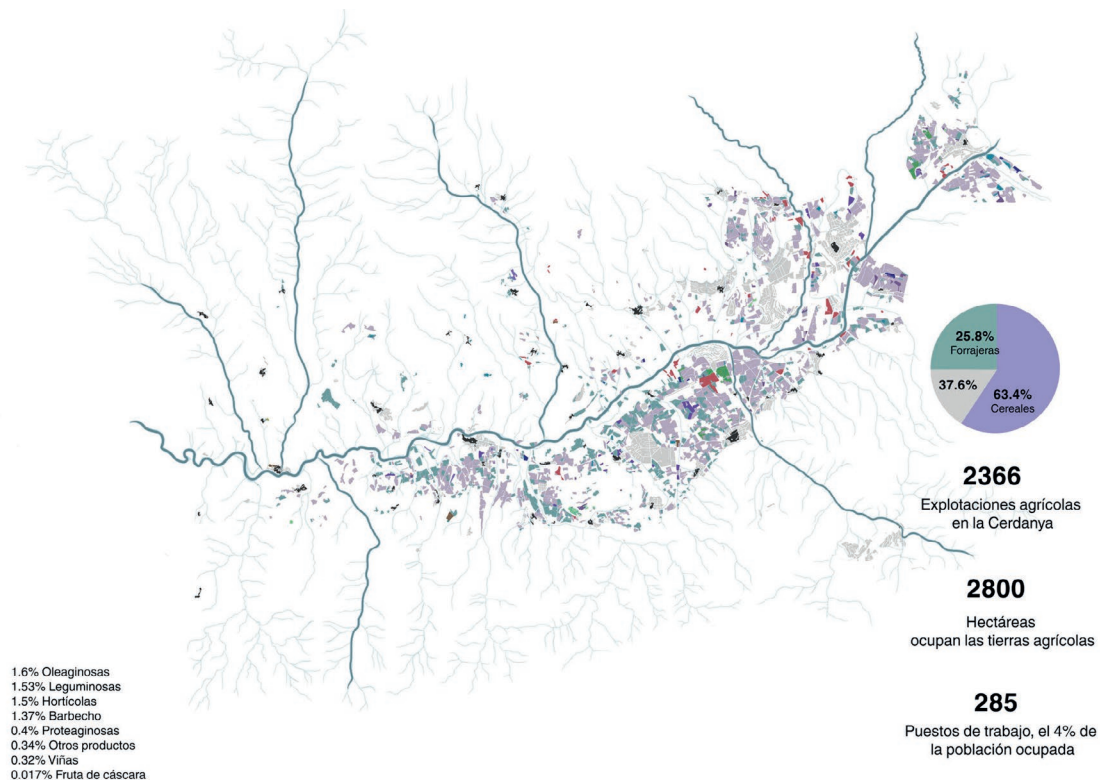 25.8%
Forrajeras
37.6%
63.4%
Cereales
2366
Explotaciones agrícolas
en la Cerdanya
2800
Hectáreas
ocupan las tierras agrícolas
285
Puestos de trabajo, el 4% de
la población ocupada
1.6% Oleaginosas
1.53% Leguminosas
1.5% Hortícolas
1.37% Barbecho
0.4% Proteaginosas
0.34% Otros productos
0.32% Viñas
0.017% Fruta de cáscara